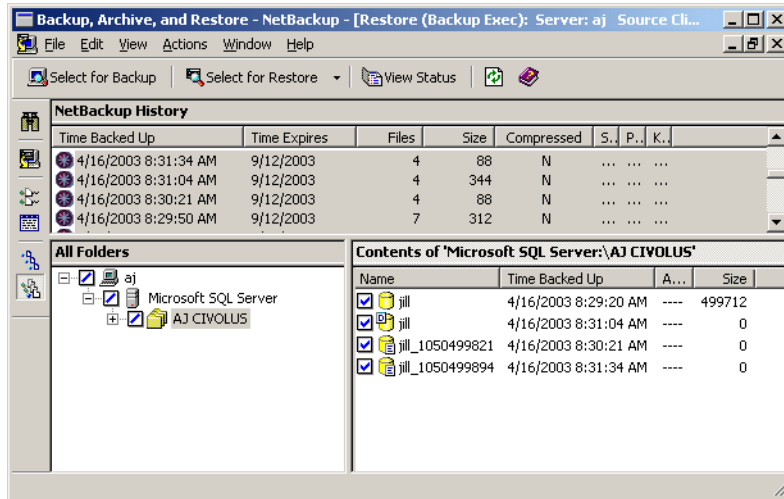 Backup, Archive, and Restore - NetBackup - [Restore (Backup Exec): Server: aj Source Cli...
File Edit View Actions Window Help
Select for Backup Select for Restore View Status
NetBackup History
Time Backed Up Time Expires Files Size Compressed S.. P.. K..
4/16/2003 8:31:34 AM 9/12/2003 4 88 N ... ... ...
4/16/2003 8:31:04 AM 9/12/2003 4 344 N ... ... ...
4/16/2003 8:30:21 AM 9/12/2003 4 88 N ... ... ...
4/16/2003 8:29:50 AM 9/12/2003 7 312 N ... ... ...
All Folders
aj
Microsoft SQL Server
AJ CIVOLUS
Contents of 'Microsoft SQL Server:\AJ CIVOLUS'
Name Time Backed Up A... Size
jill 4/16/2003 8:29:20 AM ---- 499712
jill 4/16/2003 8:31:04 AM ---- 0
jill_1050499821 4/16/2003 8:30:21 AM ---- 0
jill_1050499894 4/16/2003 8:31:34 AM ---- 0